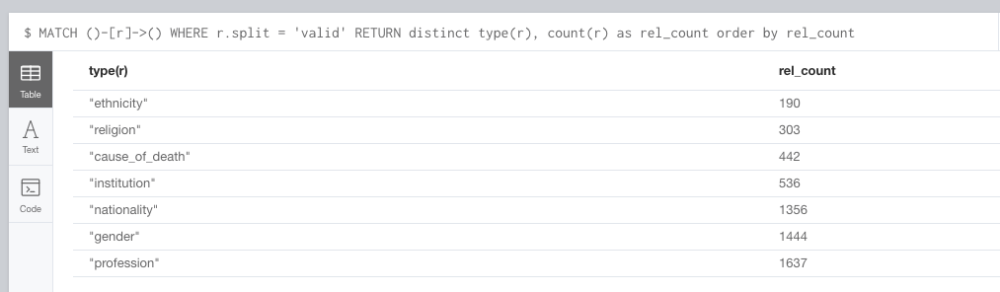 $ MATCH ()-[r]->() WHERE r.split = 'valid' RETURN distinct type(r), count(r) as rel_count order by rel_count
Table
Text
Code
type(r) rel_count
"ethnicity" 190
"religion" 303
"cause_of_death" 442
"institution" 536
"nationality" 1356
"gender" 1444
"profession" 1637